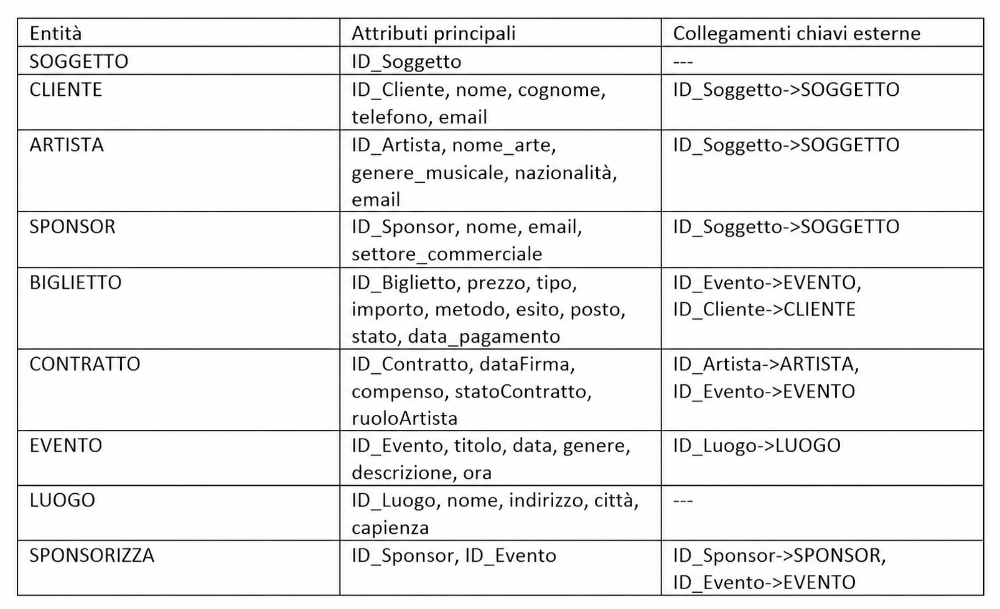 Entità Attributi principali Collegamenti chiavi esterne
SOGGETTO ID_Soggetto ---
CLIENTE ID_Cliente, nome, cognome, ID_Soggetto->SOGGETTO
telefono, email
ARTISTA ID_Artista, nome_arte, ID_Soggetto->SOGGETTO
genere_musicale, nazionalità,
email
SPONSOR ID_Sponsor, nome, email, ID_Soggetto->SOGGETTO
settore_commerciale
BIGLIETTO ID_Biglietto, prezzo, tipo, ID_Evento->EVENTO,
importo, metodo, esito, posto, ID_Cliente->CLIENTE
stato, data_pagamento
CONTRATTO ID_Contratto, dataFirma, ID_Artista->ARTISTA,
compenso, statoContratto, ID_Evento->EVENTO
ruoloArtista
EVENTO ID_Evento, titolo, data, genere, ID_Luogo->LUOGO
descrizione, ora
LUOGO ID_Luogo, nome, indirizzo, città, ---
capienza
SPONSORIZZA ID_Sponsor, ID_Evento ID_Sponsor->SPONSOR,
ID_Evento->EVENTO